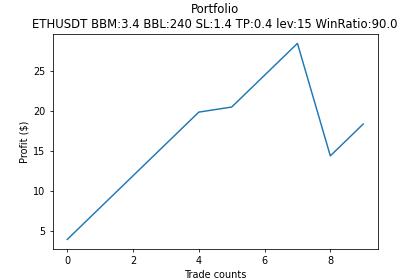 Portfolio
ETHUSDT BBM:3.4 BBL:240 SL:1.4 TP:0.4 lev:15 WinRatio:90.0
25
20
15
10
5
Profit ($)
0 2 4 6 8
Trade counts